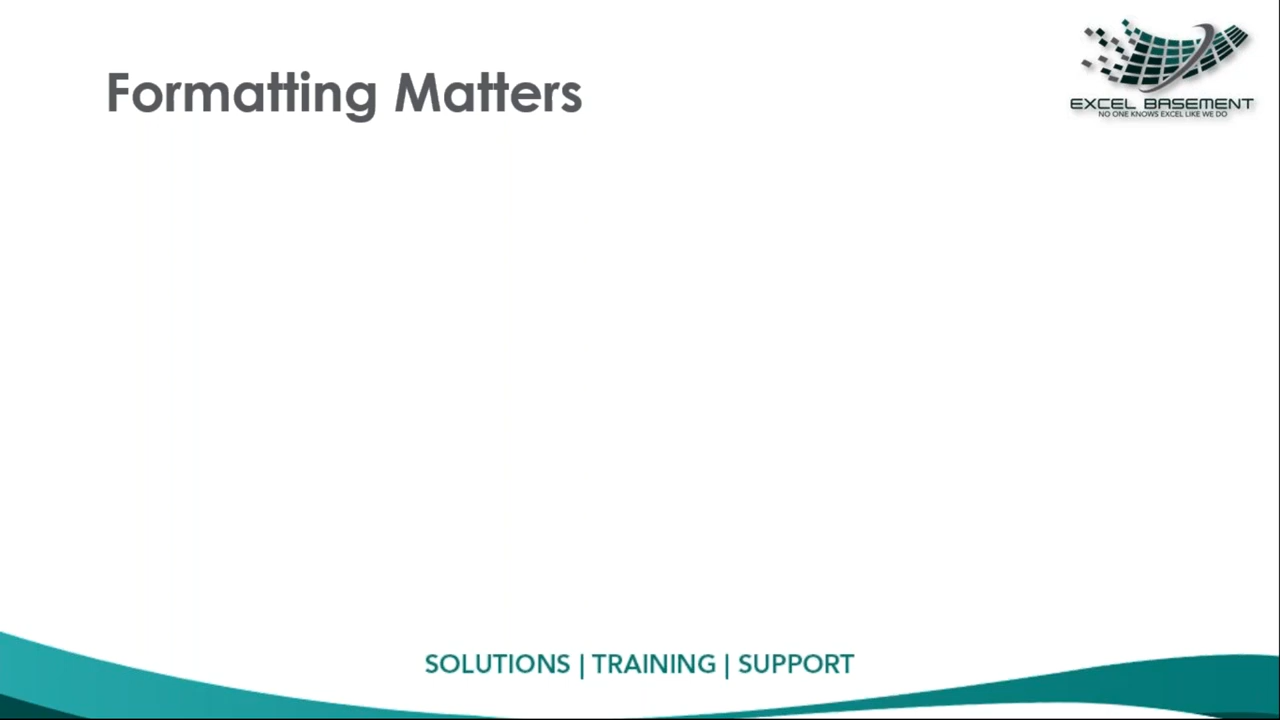 Formatting Matters
EXCEL BASEMENT
NO ONE KNOWS EXCEL LIKE WE DO
SOLUTIONS | TRAINING | SUPPORT